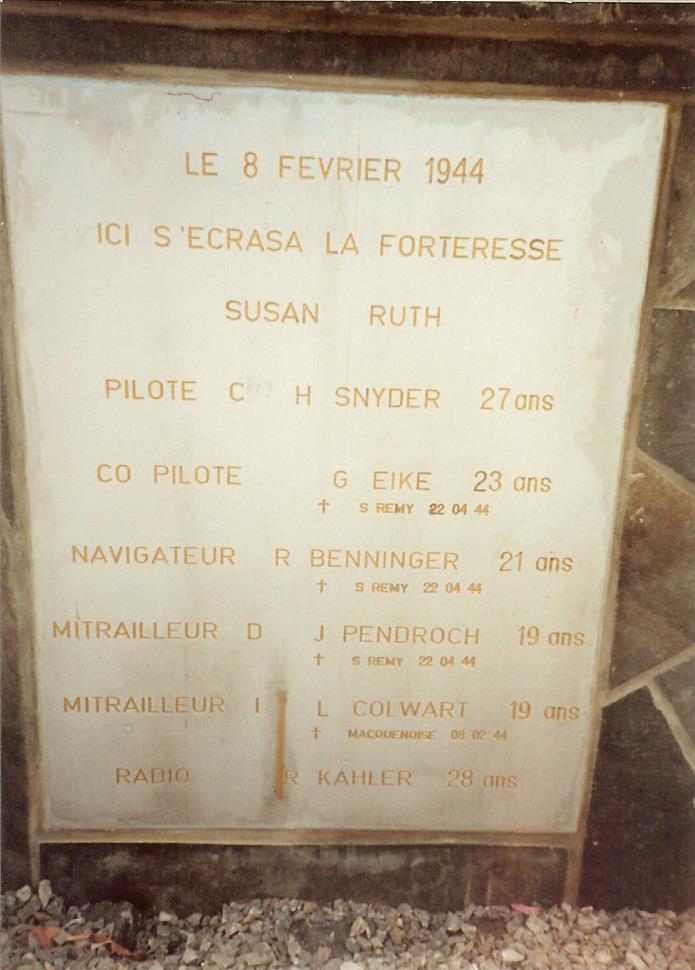 LE 8 FEVRIER 1944
ICI S'ECRASA LA FORTERESSE
SUSAN RUTH
PILOTE C H SNYDER 27 ans
CO PILOTE G EIKE 23 ans
† S REMY 22 04 44
NAVIGATEUR R BENNINGER 21 ans
† S REMY 22 04 44
MITRAILLEUR D J PENDROCH 19 ans
† S REMY 22 04 44
MITRAILLEUR I L COLWART 19 ans
† MACQUENOISE 08 02 44
RADIO R KAHLER 28 ans